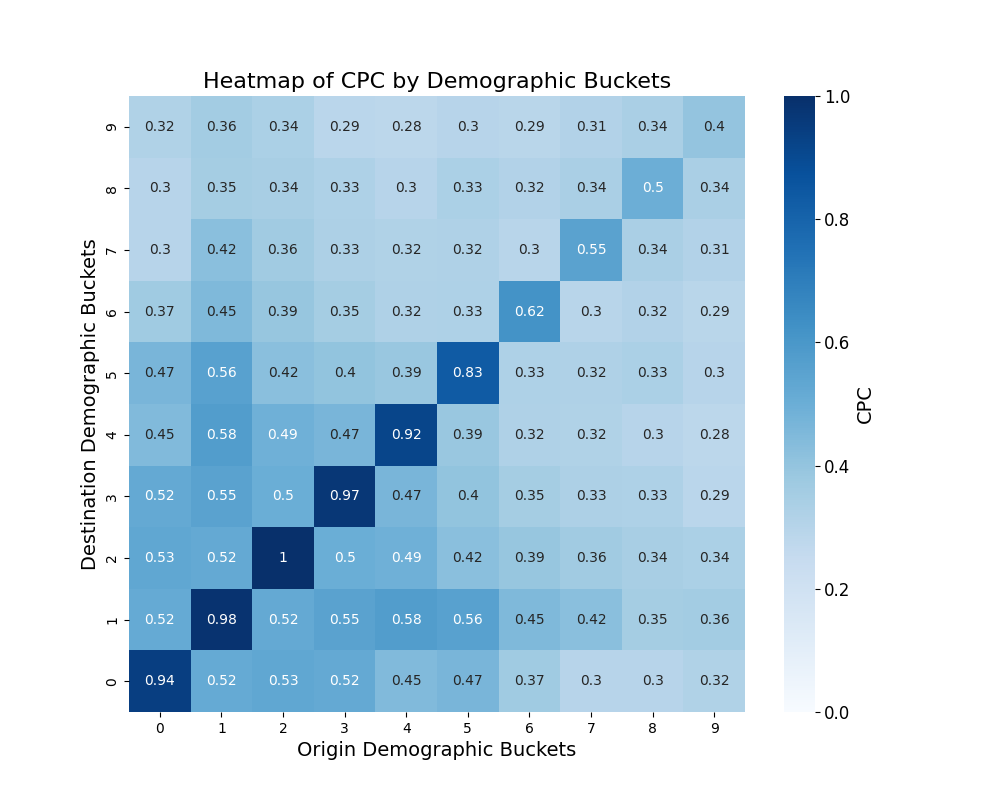 Heatmap of CPC by Demographic Buckets
9 0.32 0.36 0.34 0.29 0.28 0.3 0.29 0.31 0.34 0.4
8 0.3 0.35 0.34 0.33 0.3 0.33 0.32 0.34 0.5 0.34
7 0.3 0.42 0.36 0.33 0.32 0.32 0.3 0.55 0.34 0.31
6 0.37 0.45 0.39 0.35 0.32 0.33 0.62 0.3 0.32 0.29
5 0.47 0.56 0.42 0.4 0.39 0.83 0.33 0.32 0.33 0.3
4 0.45 0.58 0.49 0.47 0.92 0.39 0.32 0.32 0.3 0.28
3 0.52 0.55 0.5 0.97 0.47 0.4 0.35 0.33 0.33 0.29
2 0.53 0.52 1 0.5 0.49 0.42 0.39 0.36 0.34 0.34
1 0.52 0.98 0.52 0.55 0.58 0.56 0.45 0.42 0.35 0.36
0 0.94 0.52 0.53 0.52 0.45 0.47 0.37 0.3 0.3 0.32
0 1 2 3 4 5 6 7 8 9
Origin Demographic Buckets
Destination Demographic Buckets
1.0
0.8
0.6
0.4
0.2
0.0
CPC